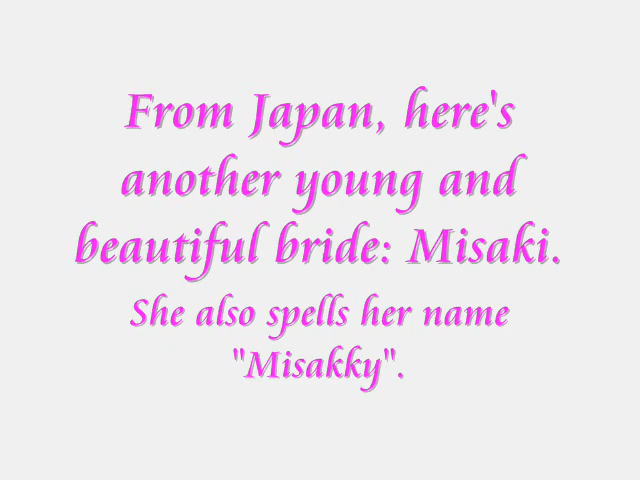 From Japan, here's
another young and
beautiful bride: Misaki.
She also spells her name
"Misakky".